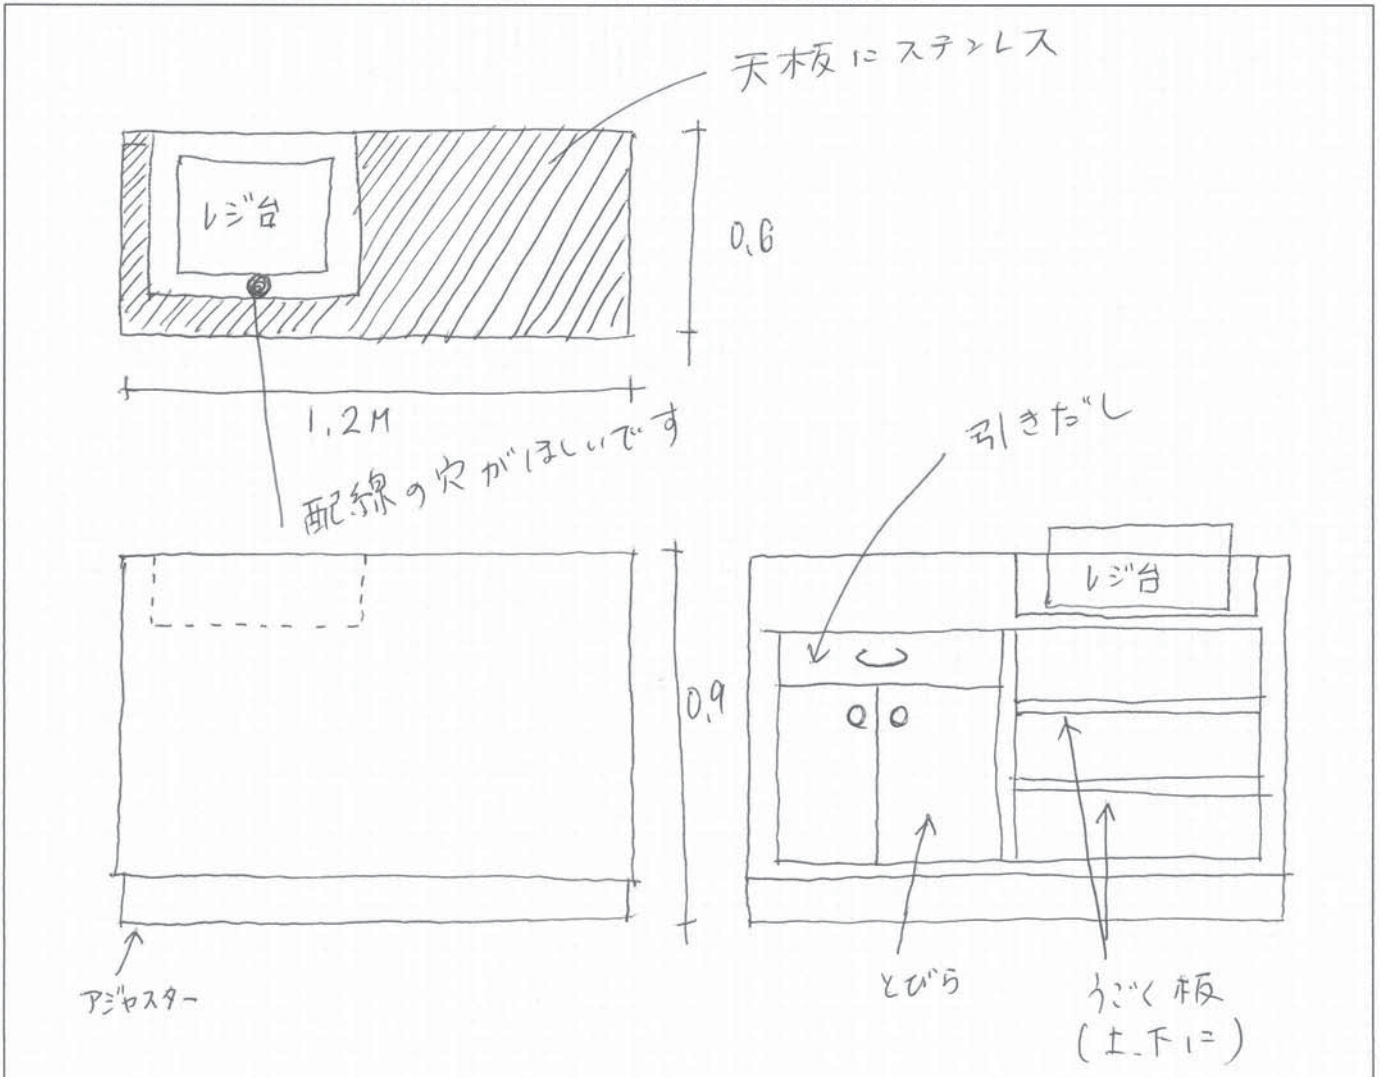 天板にステンレス
レジ台
0.6
1.2M
配線の穴がほしいです
引きだし
レジ台
0.9
アジャスター
とびら
うごく板
(上.下に)